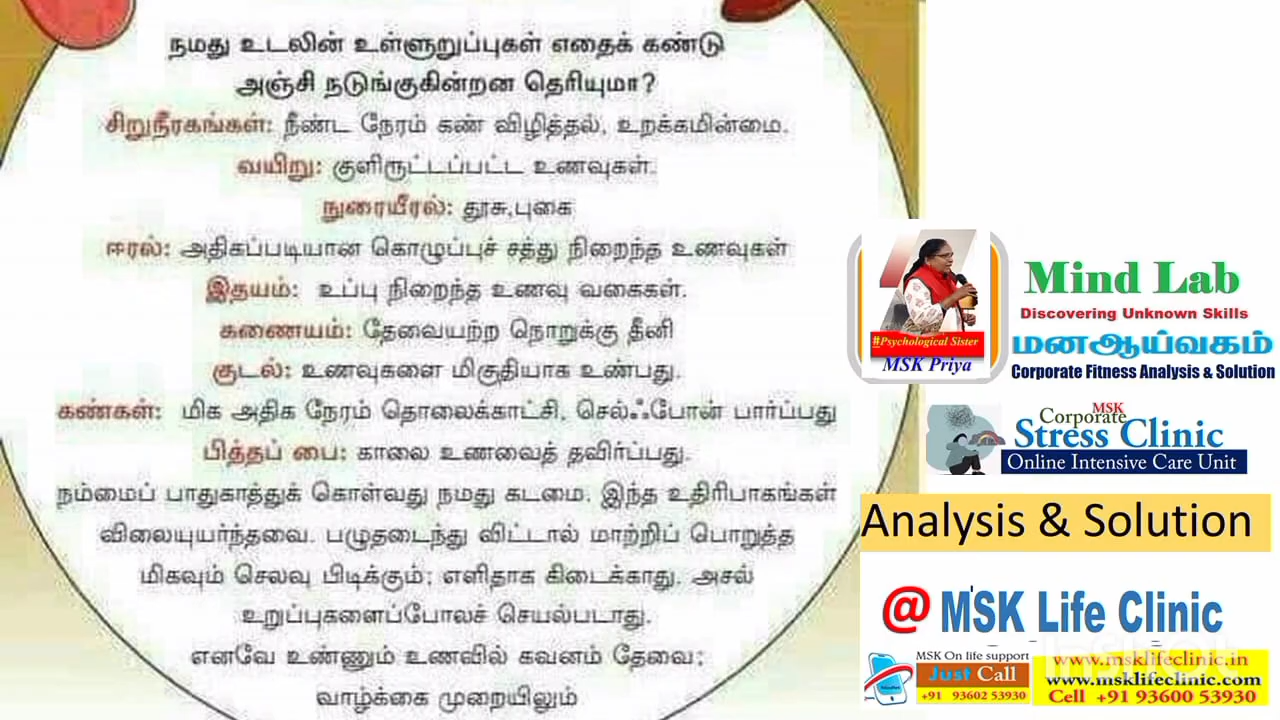 நமது உடலின் உள்ளுறுப்புகள் எதைக் கண்டு
அஞ்சி நடுங்குகின்றன தெரியுமா?
சிறுநீரகங்கள்: நீண்ட நேரம் கண் விழித்தல், உறக்கமின்மை.
வயிறு: குளிருட்டப்பட்ட உணவுகள்.
நுரையீரல்: தூசு,புகை
ஈரல்: அதிகப்படியான கொழுப்புச் சத்து நிறைந்த உணவுகள்
இதயம்: உப்பு நிறைந்த உணவு வகைகள்.
கணையம்: தேவையற்ற நொறுக்கு தீனி
குடல்: உணவுகளை மிகுதியாக உண்பது.
கண்கள்: மிக அதிக நேரம் தொலைக்காட்சி, செல்ஃபோன் பார்ப்பது
பித்தப் பை: காலை உணவைத் தவிர்ப்பது.
நம்மைப் பாதுகாத்துக் கொள்வது நமது கடமை. இந்த உதிரிபாகங்கள்
விலையுயர்ந்தவை. பழுதடைந்து விட்டால் மாற்றிப் பொறுத்த
மிகவும் செலவு பிடிக்கும்; எளிதாக கிடைக்காது. அசல்
உறுப்புகளைப்போலச் செயல்படாது.
எனவே உண்ணும் உணவில் கவனம் தேவை;
வாழ்க்கை முறையிலும்
#Psychological Sister
MSK Priya
Mind Lab
Discovering Unknown Skills
மனஆய்வகம்
Corporate Fitness Analysis & Solution
MSK
Corporate
Stress Clinic
Online Intensive Care Unit
Analysis & Solution
@ MSK Life Clinic
MSK On life support
Just Call
+91 93602 53930
www.msklifeclinic.in
www.msklifeclinic.com
Cell +91 93600 53930